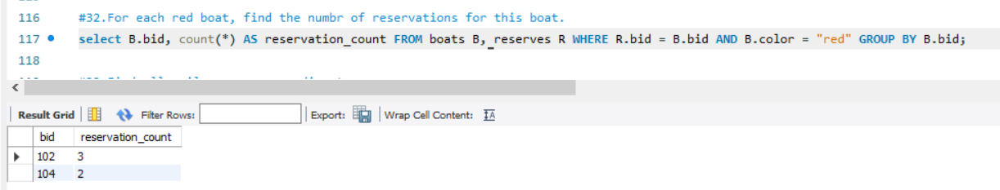 116 #32.For each red boat, find the numbr of reservations for this boat.
117 select B.bid, count(*) AS reservation_count FROM boats B, reserves R WHERE R.bid = B.bid AND B.color = "red" GROUP BY B.bid;
118
Result Grid Filter Rows: Export: Wrap Cell Content: IA
bid reservation_count
102 3
104 2